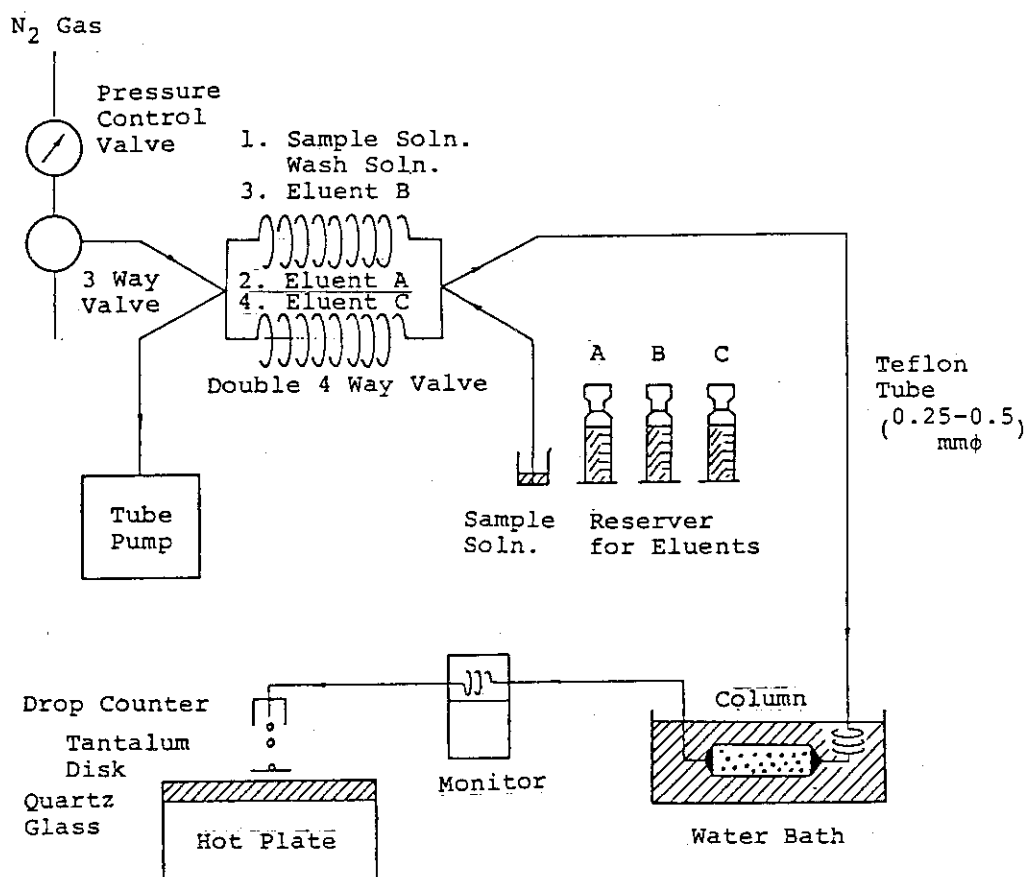 N2 Gas
Pressure
Control
Valve
1. Sample Soln.
Wash Soln.
3. Eluent B
3 Way
Valve
2. Eluent A
4. Eluent C
Double 4 Way Valve
A B C
Teflon
Tube
(0.25-0.5
mmφ)
Tube
Pump
Sample
Soln.
Reserver
for Eluents
Drop Counter
Tantalum
Disk
Quartz
Glass
Hot Plate
Monitor
Column
Water Bath